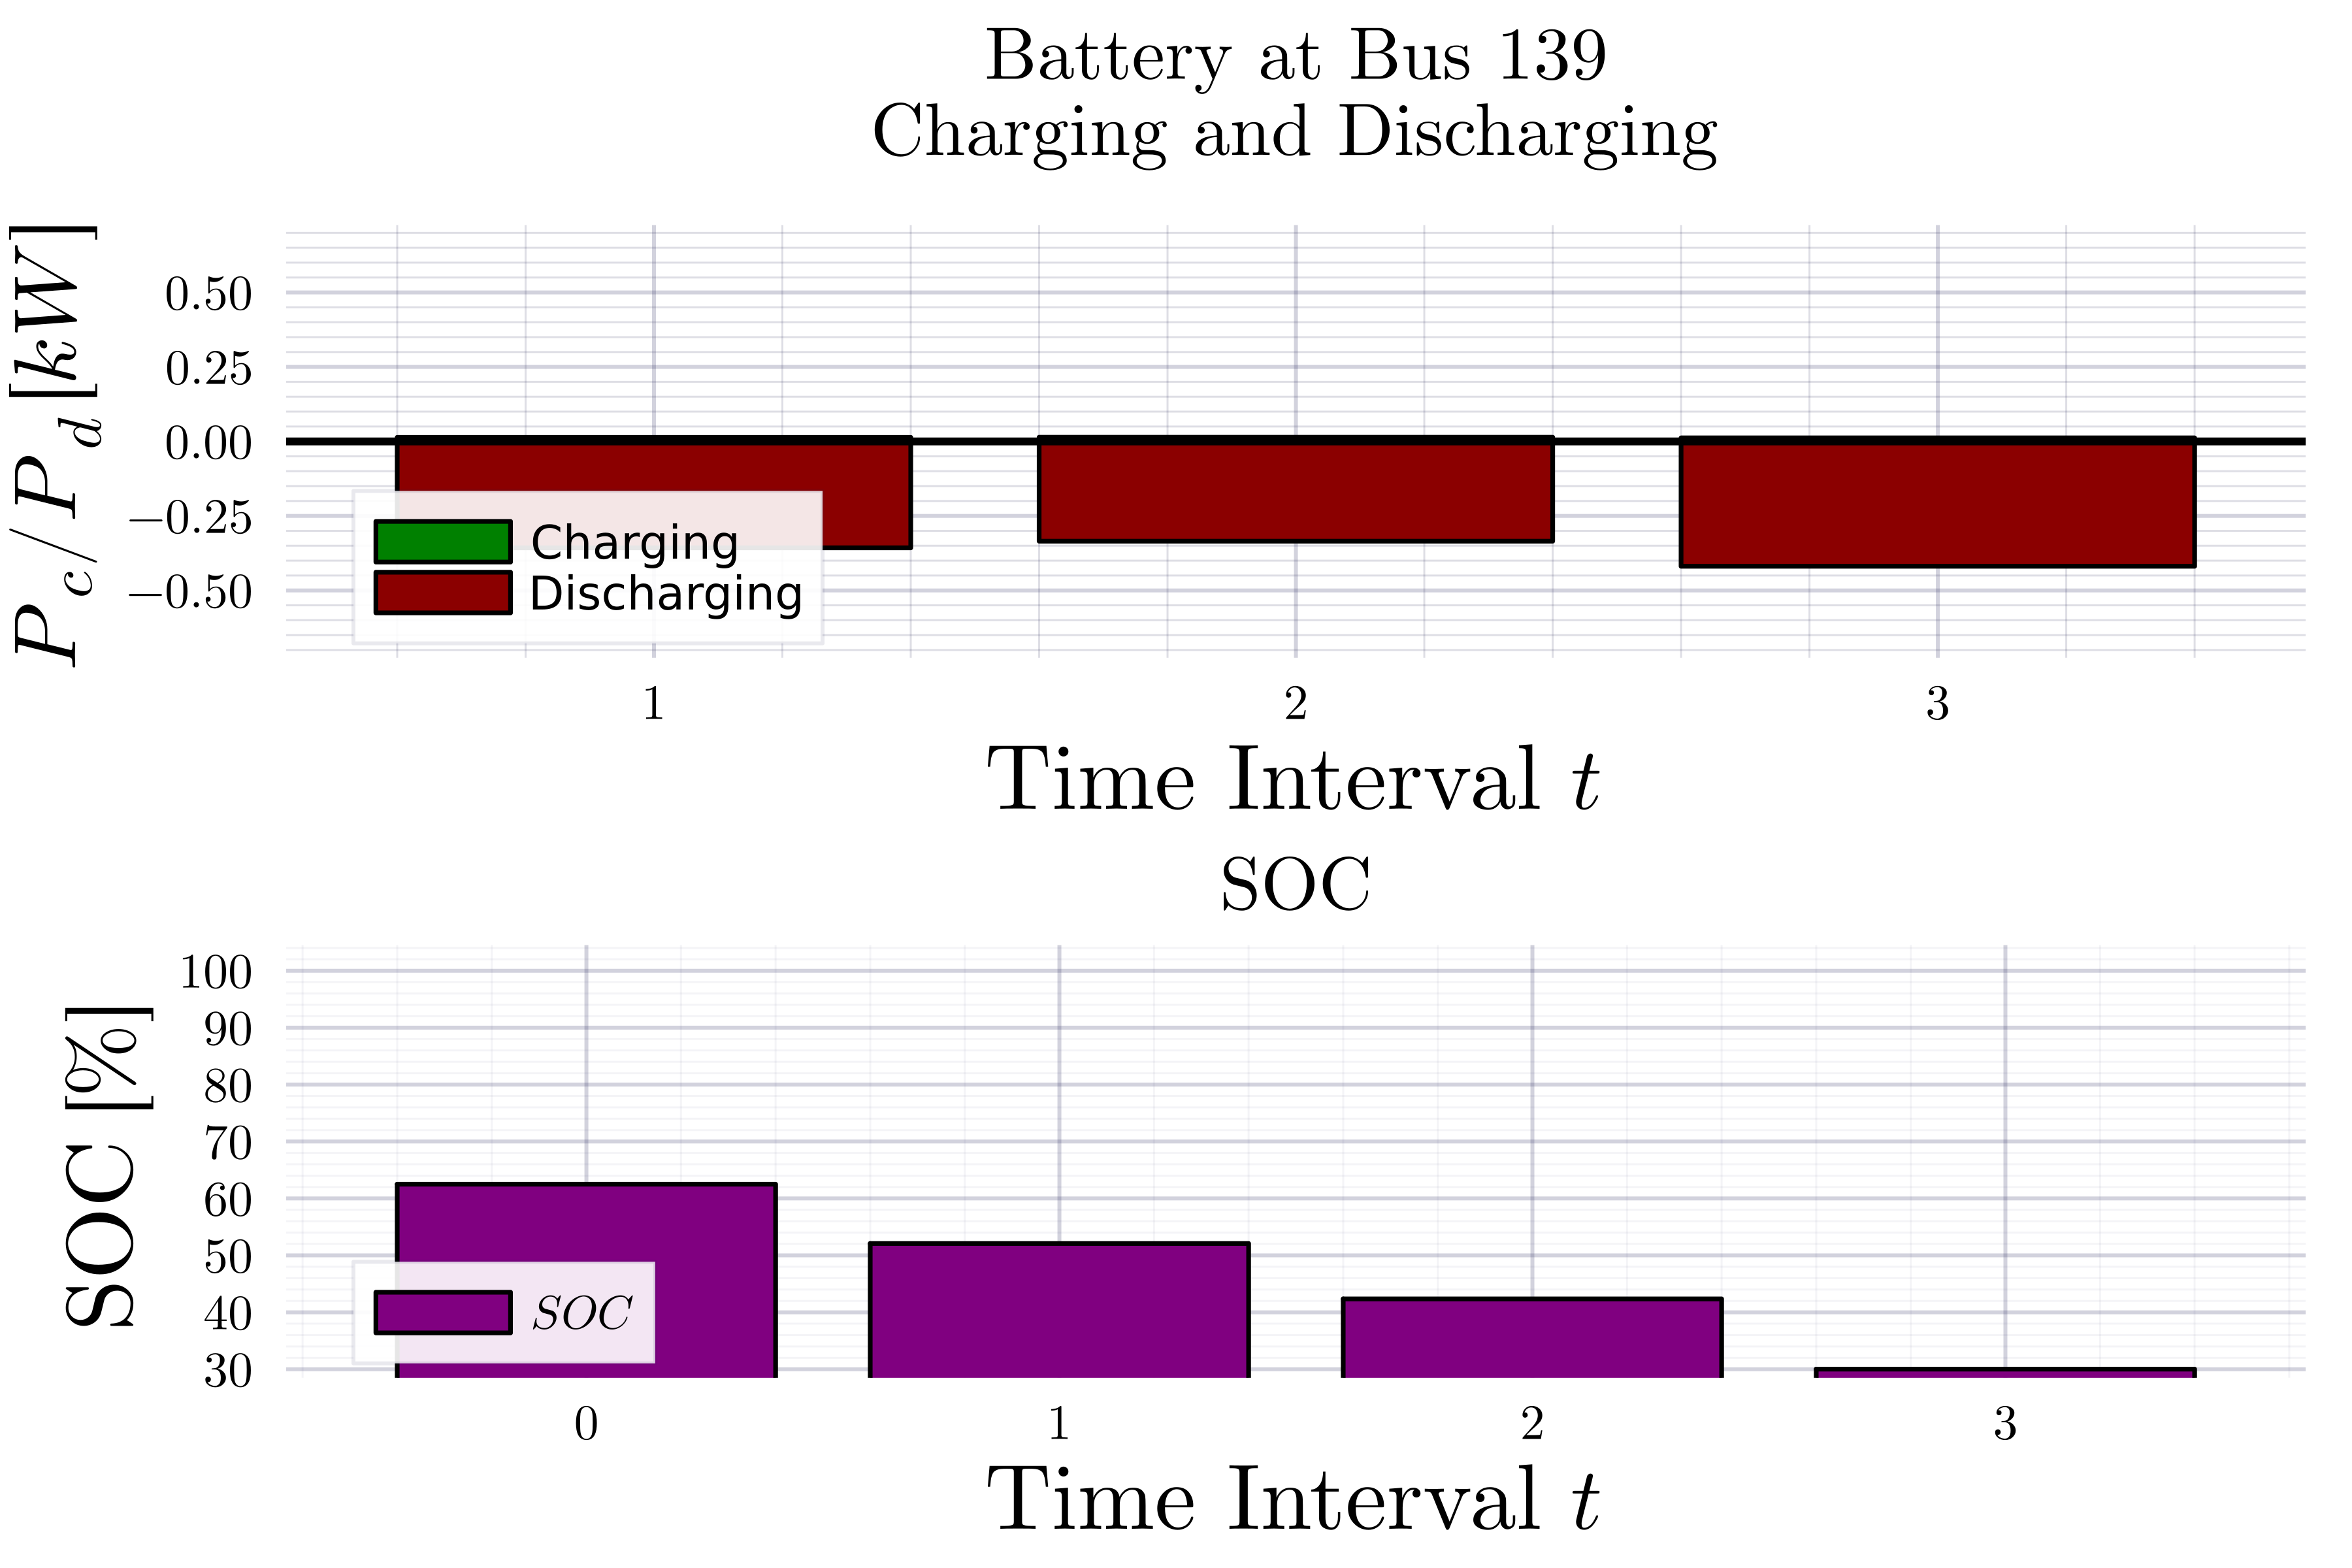 Battery at Bus 139
Charging and Discharging
P_c/P_d [kW]
0.50
0.25
0.00
−0.25
−0.50
Charging
Discharging
1 2 3
Time Interval t
SOC
SOC [%]
100
90
80
70
60
50
40
30
SOC
0 1 2 3
Time Interval t